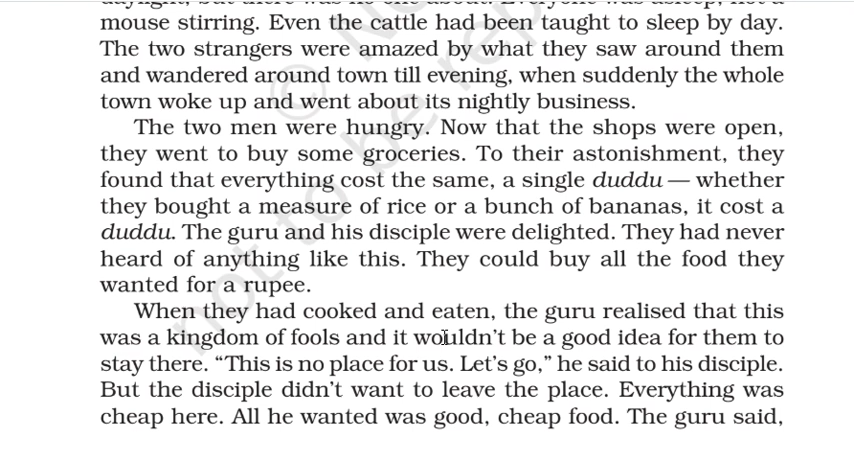 mouse stirring. Even the cattle had been taught to sleep by day.
The two strangers were amazed by what they saw around them
and wandered around town till evening, when suddenly the whole
town woke up and went about its nightly business.
The two men were hungry. Now that the shops were open,
they went to buy some groceries. To their astonishment, they
found that everything cost the same, a single duddu — whether
they bought a measure of rice or a bunch of bananas, it cost a
duddu. The guru and his disciple were delighted. They had never
heard of anything like this. They could buy all the food they
wanted for a rupee.
When they had cooked and eaten, the guru realised that this
was a kingdom of fools and it wouldn't be a good idea for them to
stay there. “This is no place for us. Let's go,” he said to his disciple.
But the disciple didn't want to leave the place. Everything was
cheap here. All he wanted was good, cheap food. The guru said,
© N
not to be rep